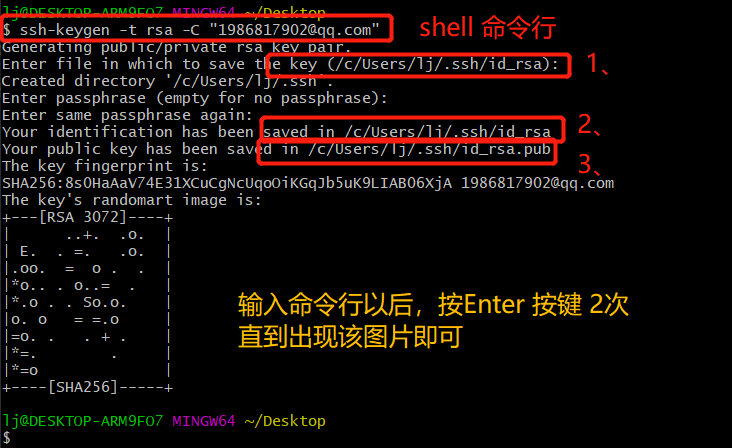 lj@DESKTOP-ARM9FO7 MINGW64 ~/Desktop
$ ssh-keygen -t rsa -C "1986817902@qq.com" shell 命令行
Generating public/private rsa key pair.
Enter file in which to save the key (/c/Users/lj/.ssh/id_rsa): 1、
Created directory '/c/Users/lj/.ssh'.
Enter passphrase (empty for no passphrase):
Enter same passphrase again:
Your identification has been saved in /c/Users/lj/.ssh/id_rsa 2、
Your public key has been saved in /c/Users/lj/.ssh/id_rsa.pub 3、
The key fingerprint is:
SHA256:8sOHaAaV74E31XCuCgNcUqoOiKGqJb5uK9LIAB06XjA 1986817902@qq.com
The key's randomart image is:
+---[RSA 3072]----+
|      ..+.  .o.  |
| E.  . =.   .o.  |
|.oo.  =  o .  .  |
|*o.. . o..=  .   |
|*.o . . So.o.    |
|o. o   = =.o     |
|=o. .   . + .    |
|*=.        .     |
|*=o              |
+----[SHA256]-----+
输入命令行以后，按Enter 按键 2次
直到出现该图片即可
lj@DESKTOP-ARM9FO7 MINGW64 ~/Desktop
$